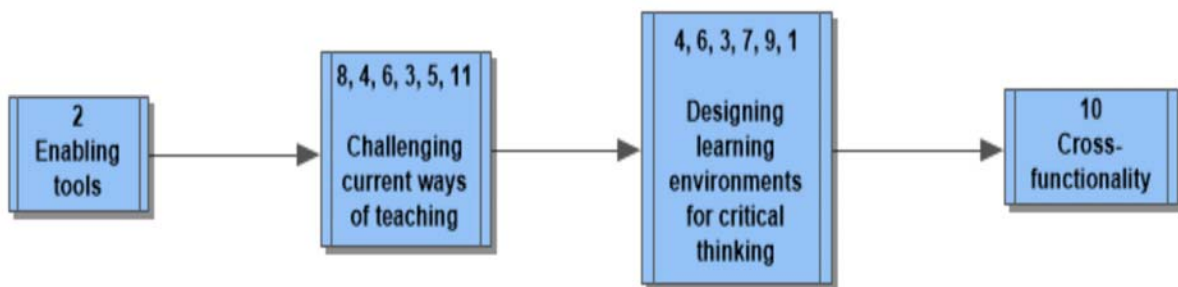 2
Enabling
tools
8, 4, 6, 3, 5, 11
Challenging
current ways
of teaching
4, 6, 3, 7, 9, 1
Designing
learning
environments
for critical
thinking
10
Cross-
functionality